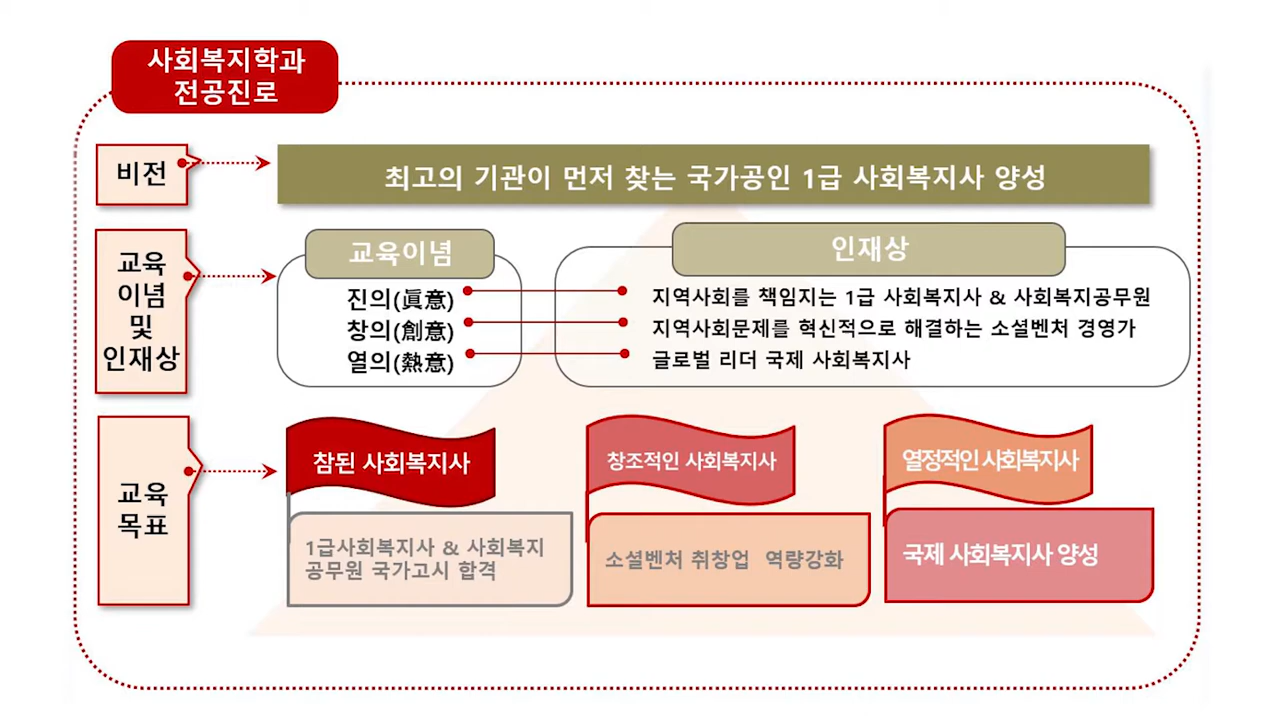 사회복지학과
전공진로
비전
최고의 기관이 먼저 찾는 국가공인 1급 사회복지사 양성
교육
이념
및
인재상
교육이념
진의(眞意)
창의(創意)
열의(熱意)
인재상
지역사회를 책임지는 1급 사회복지사 & 사회복지공무원
지역사회문제를 혁신적으로 해결하는 소셜벤처 경영가
글로벌 리더 국제 사회복지사
교육
목표
참된 사회복지사
1급사회복지사 & 사회복지
공무원 국가고시 합격
창조적인 사회복지사
소셜벤처 취창업 역량강화
열정적인 사회복지사
국제 사회복지사 양성